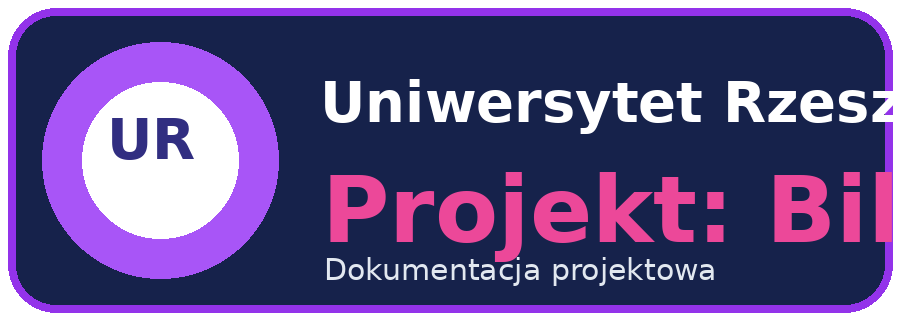 UR
Uniwersytet Rzesz
Projekt: Bil
Dokumentacja projektowa